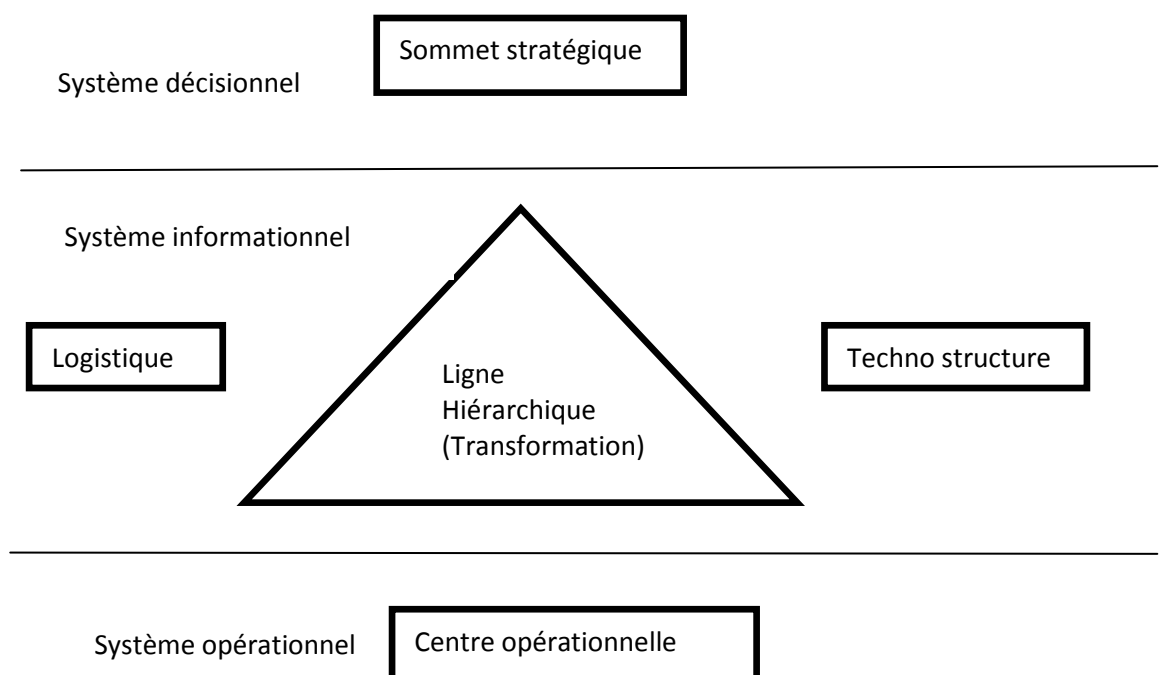 Sommet stratégique
Système décisionnel
Système informationnel
Logistique
Ligne
Hiérarchique
(Transformation)
Techno structure
Système opérationnel
Centre opérationnelle